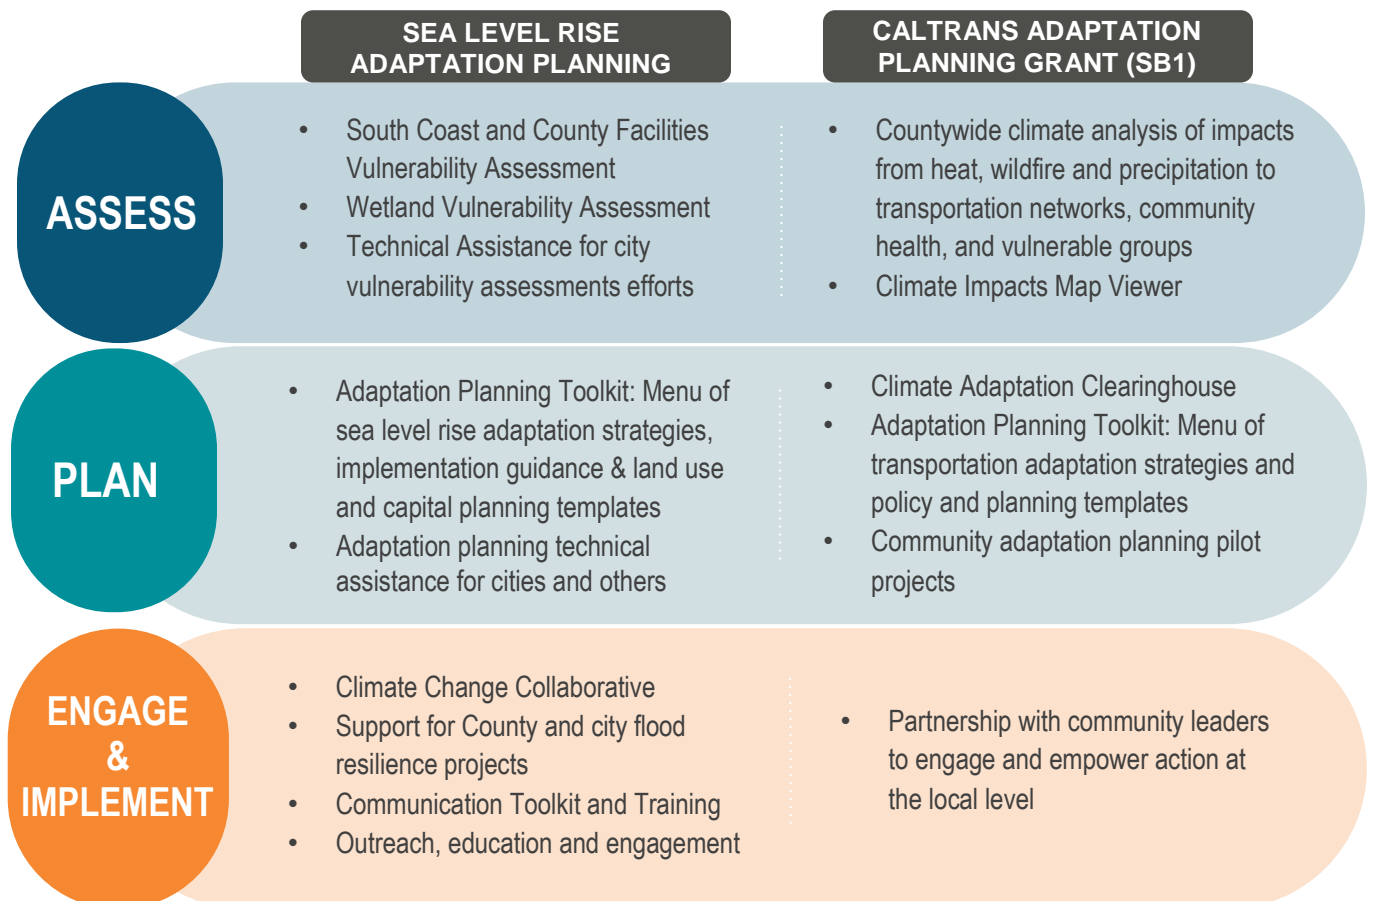 SEA LEVEL RISE
ADAPTATION PLANNING
CALTRANS ADAPTATION
PLANNING GRANT (SB1)
ASSESS
• South Coast and County Facilities
Vulnerability Assessment
• Wetland Vulnerability Assessment
• Technical Assistance for city
vulnerability assessments efforts
• Countywide climate analysis of impacts
from heat, wildfire and precipitation to
transportation networks, community
health, and vulnerable groups
• Climate Impacts Map Viewer
PLAN
• Adaptation Planning Toolkit: Menu of
sea level rise adaptation strategies,
implementation guidance & land use
and capital planning templates
• Adaptation planning technical
assistance for cities and others
• Climate Adaptation Clearinghouse
• Adaptation Planning Toolkit: Menu of
transportation adaptation strategies and
policy and planning templates
• Community adaptation planning pilot
projects
ENGAGE
&
IMPLEMENT
• Climate Change Collaborative
• Support for County and city flood
resilience projects
• Communication Toolkit and Training
• Outreach, education and engagement
• Partnership with community leaders
to engage and empower action at
the local level